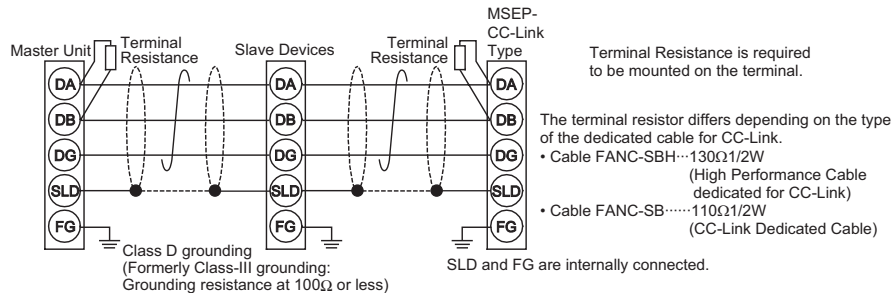 MSEP-
CC-Link
Type
Master Unit
Terminal
Resistance
Slave Devices
Terminal
Resistance
Terminal Resistance is required
to be mounted on the terminal.
DA
DB
DG
SLD
FG
DA
DB
DG
SLD
FG
DA
DB
DG
SLD
FG
The terminal resistor differs depending on the type
of the dedicated cable for CC-Link.
• Cable FANC-SBH···130Ω1/2W
(High Performance Cable
dedicated for CC-Link)
• Cable FANC-SB······110Ω1/2W
(CC-Link Dedicated Cable)
Class D grounding
(Formerly Class-III grounding:
Grounding resistance at 100Ω or less)
SLD and FG are internally connected.